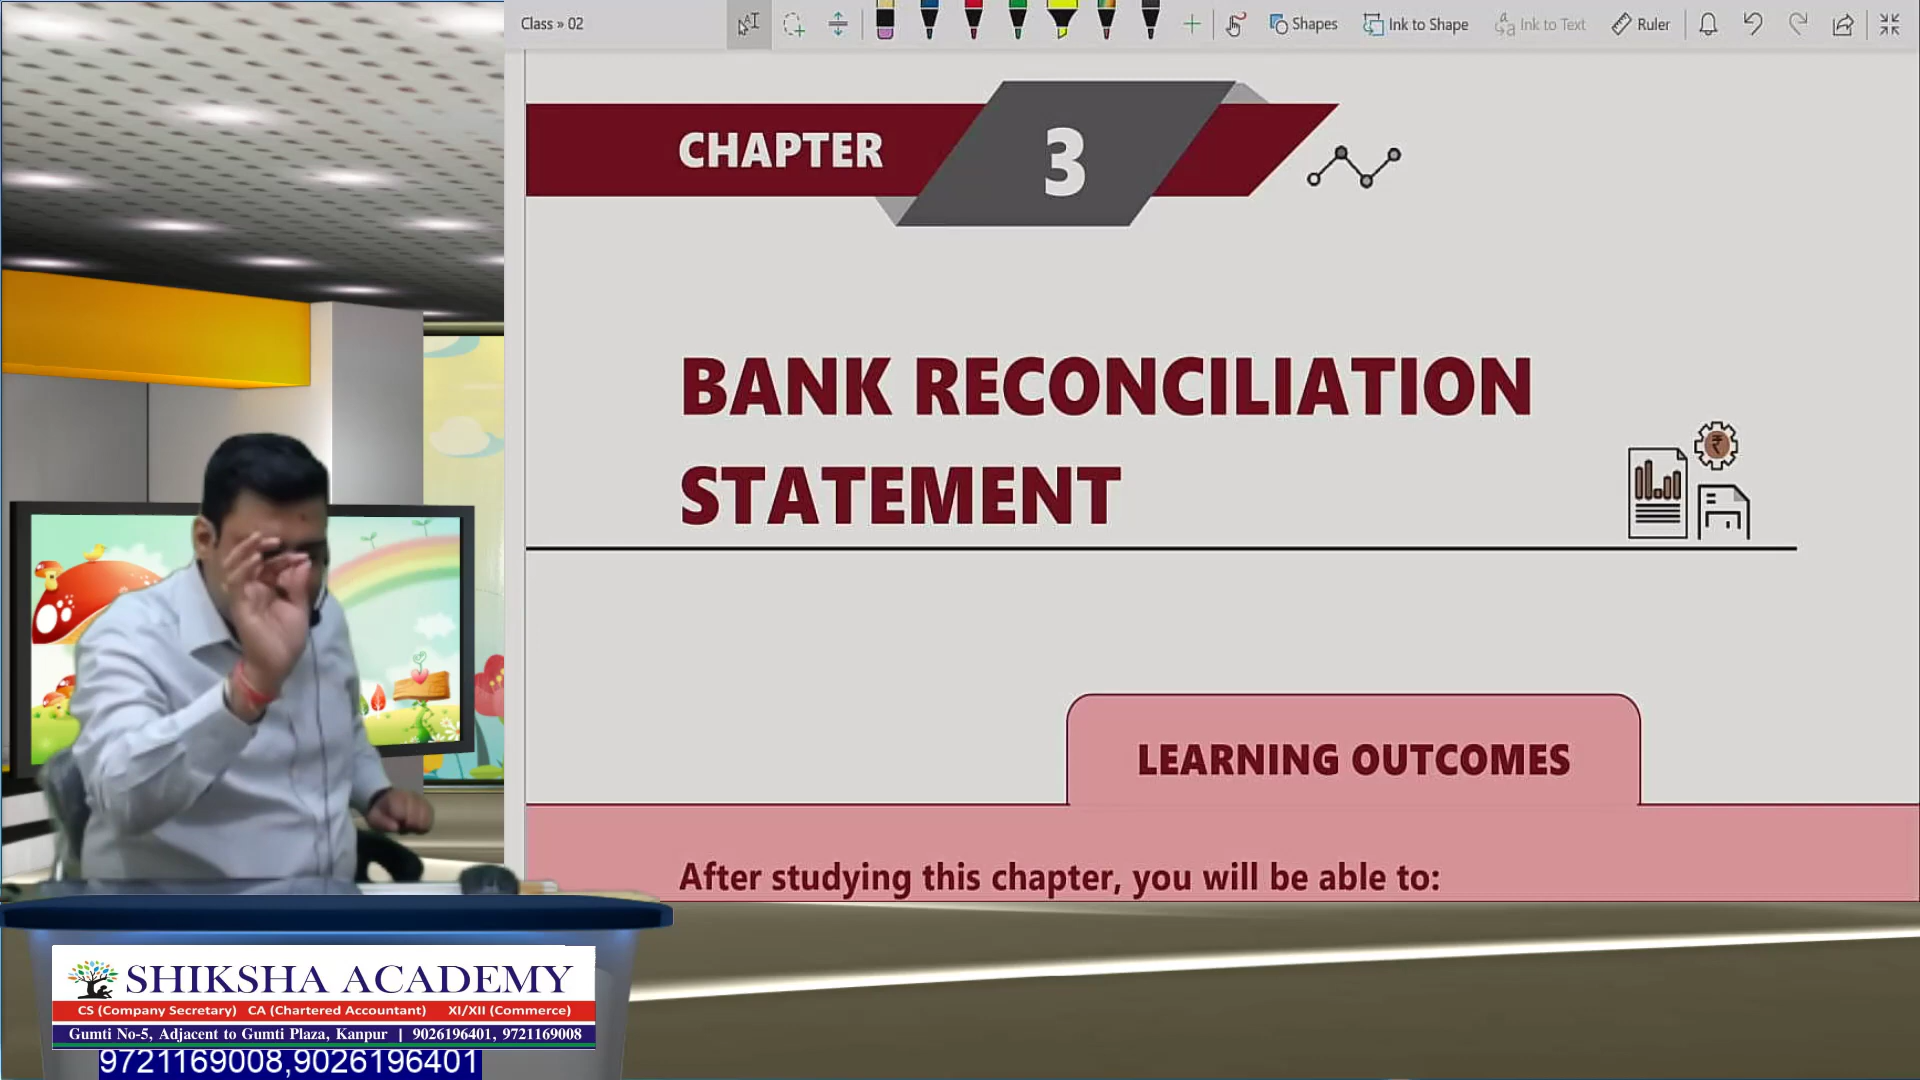 Class » 02
Shapes
Ink to Shape
Ink to Text
Ruler
CHAPTER
3
BANK RECONCILIATION
STATEMENT
LEARNING OUTCOMES
After studying this chapter, you will be able to:
SHIKSHA ACADEMY
CS (Company Secretary) CA (Chartered Accountant) XI/XII (Commerce)
Gumti No-5, Adjacent to Gumti Plaza, Kanpur | 9026196401, 9721169008
9721169008,9026196401